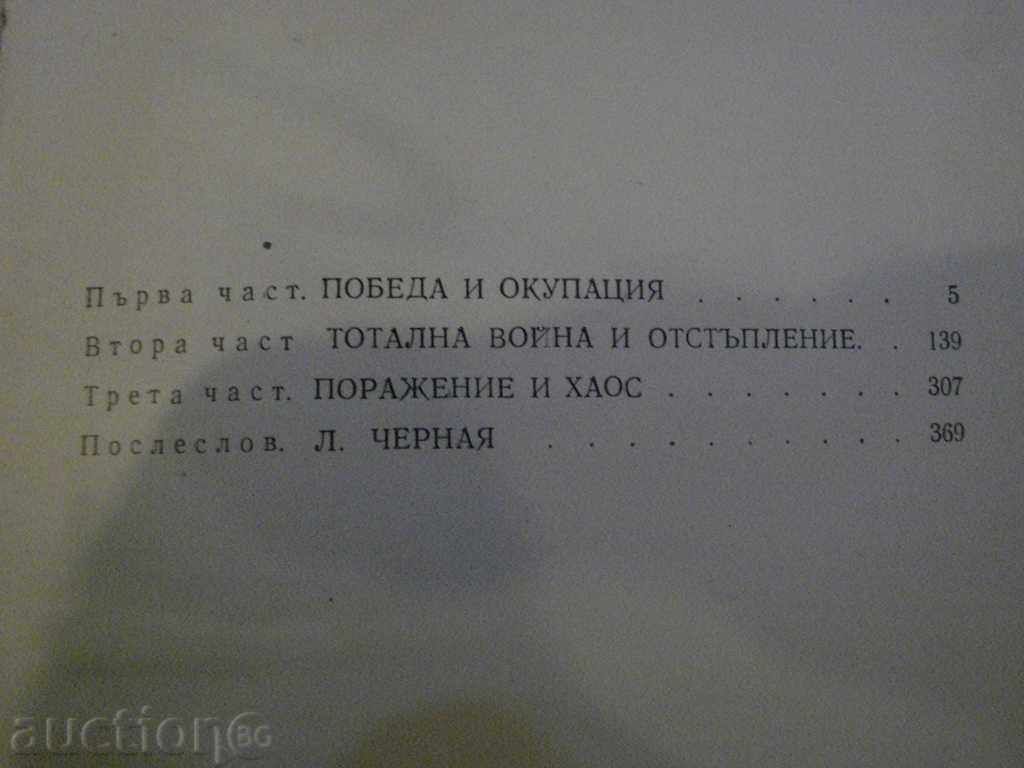 Първа част. ПОБЕДА И ОКУПАЦИЯ . . . . . . 5
Втора част ТОТАЛНА ВОЙНА И ОТСТЪПЛЕНИЕ. . 139
Трета част. ПОРАЖЕНИЕ И ХАОС . . . . . . . 307
Послеслов. Л. ЧЕРНАЯ . . . . . . . . . . 369
auction BG